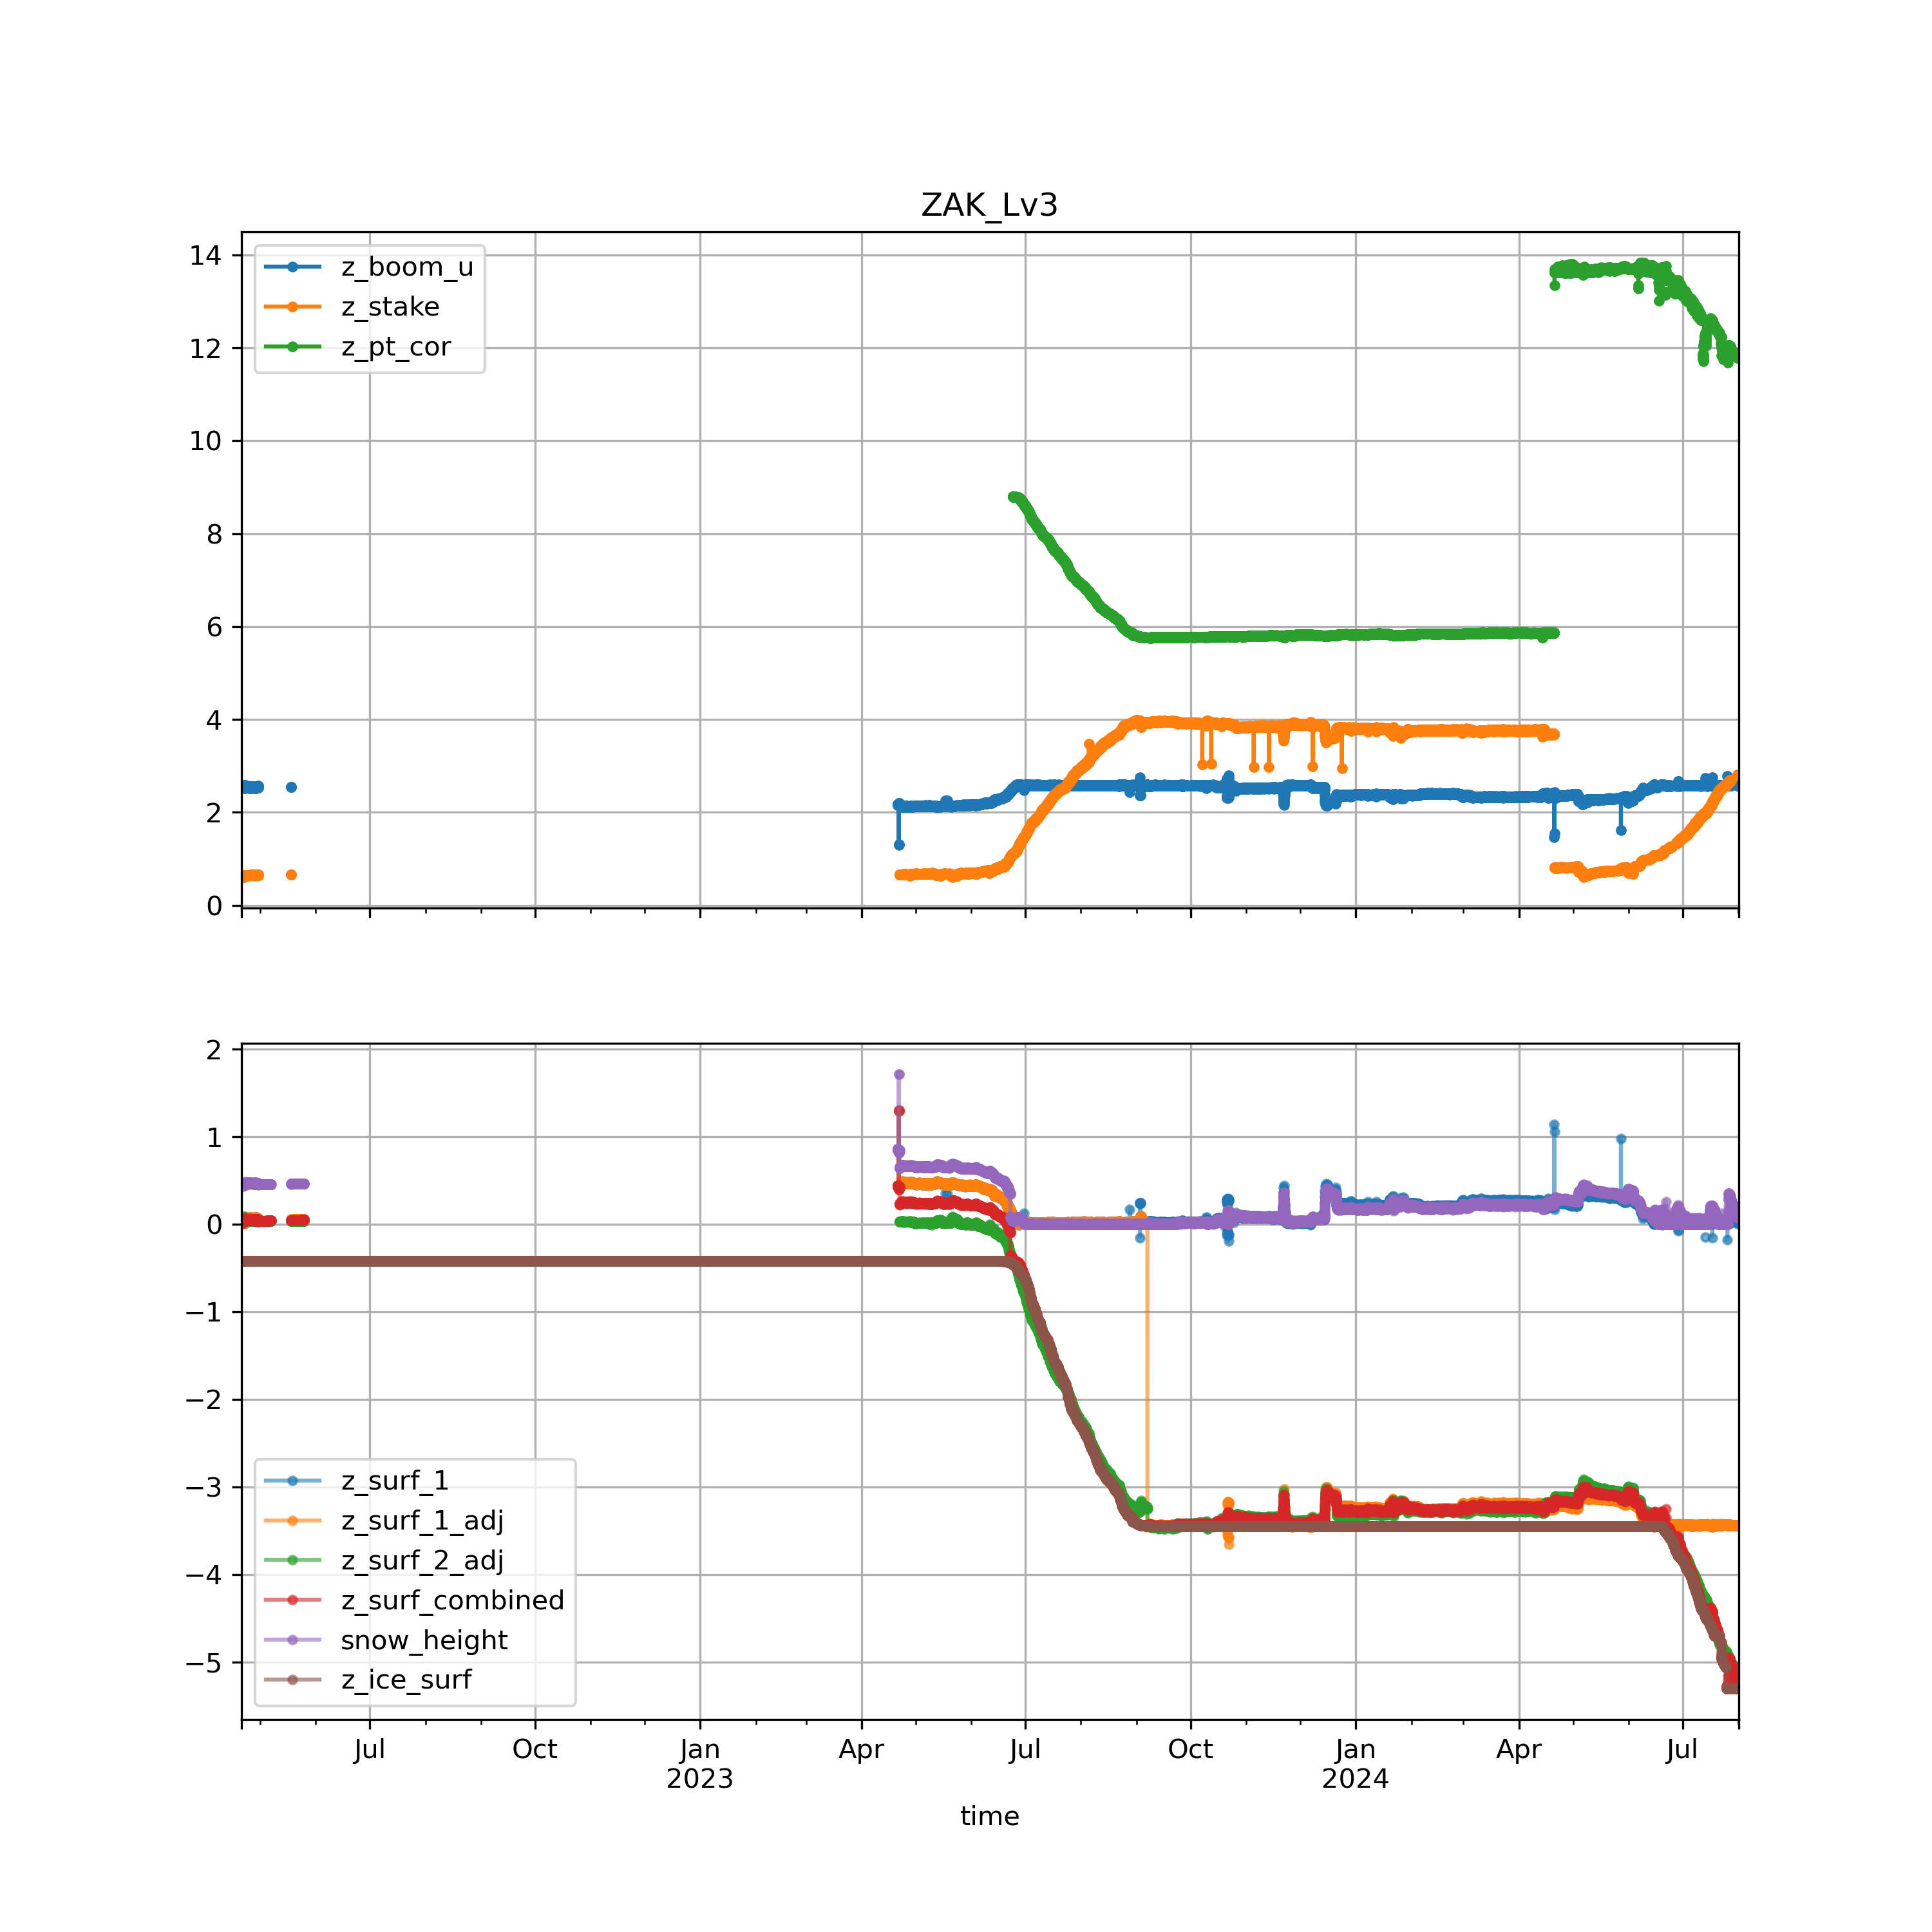 ZAK_Lv3
14
12
10
8
6
4
2
0
z_boom_u
z_stake
z_pt_cor
2
1
0
−1
−2
−3
−4
−5
z_surf_1
z_surf_1_adj
z_surf_2_adj
z_surf_combined
snow_height
z_ice_surf
Jul Oct Jan Apr Jul Oct Jan Apr Jul
2023 2024
time